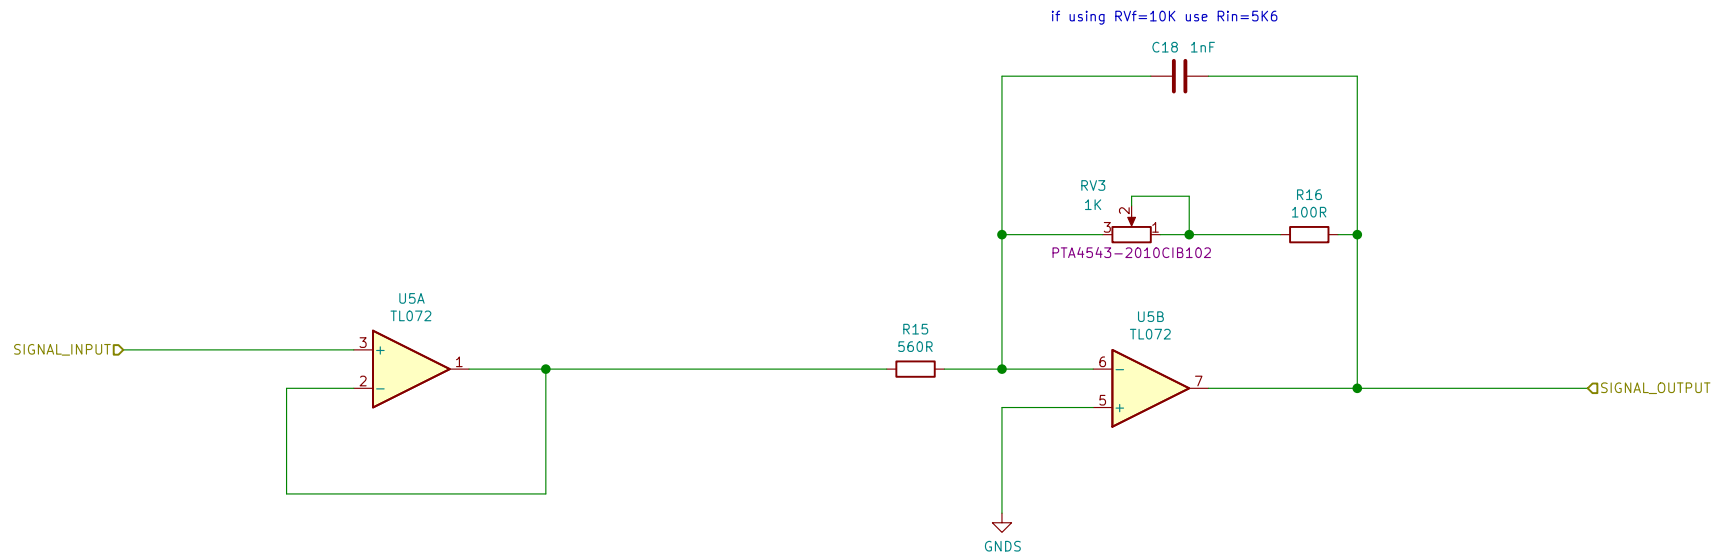 if using RVf=10K use Rin=5K6
C18 1nF
RV3
1K
2
3
1
PTA4543-2010CIB102
R16
100R
U5A
TL072
SIGNAL_INPUT
3
+
2
−
1
R15
560R
U5B
TL072
6
−
5
+
7
SIGNAL_OUTPUT
GNDS